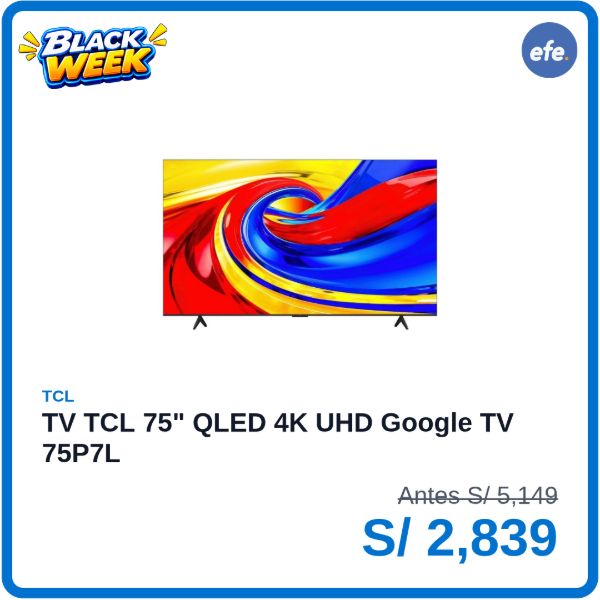 BLACK
WEEK
efe.
TCL
TV TCL 75" QLED 4K UHD Google TV
75P7L
Antes S/ 5,149
S/ 2,839